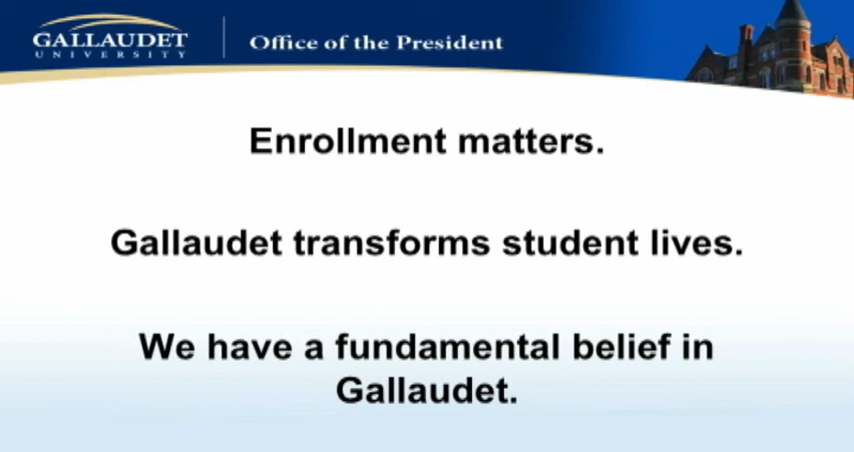 GALLAUDET
UNIVERSITY
Office of the President
Enrollment matters.
Gallaudet transforms student lives.
We have a fundamental belief in
Gallaudet.